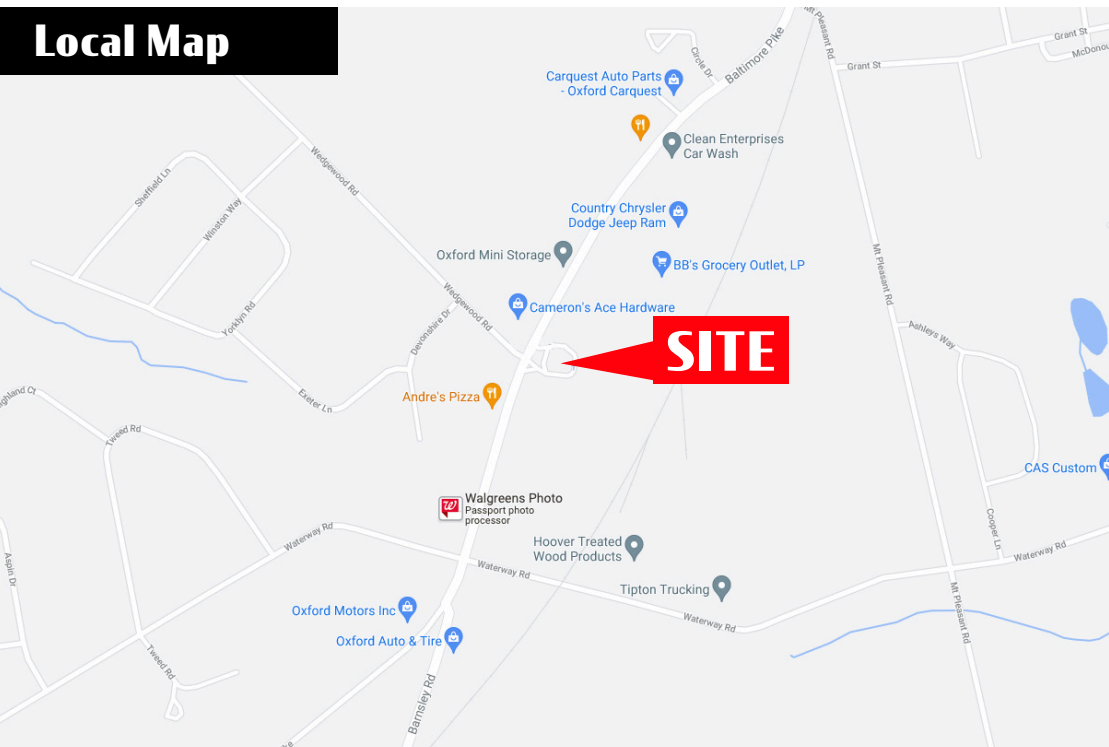 Local Map
Mt Pleasant Rd
Grant St
McDonou
Circle Dr
Baltimore Pike
Grant St
Carquest Auto Parts
- Oxford Carquest
Clean Enterprises
Car Wash
Wedgewood Rd
Sheffield Ln
Winston Way
Country Chrysler
Dodge Jeep Ram
Oxford Mini Storage
BB's Grocery Outlet, LP
Mt Pleasant Rd
Wedgewood Rd
Cameron's Ace Hardware
Yorklyn Rd
Devonshire Dr
SITE
Ashleys Way
Exeter Ln
Andre's Pizza
ighland Ct
Tweed Rd
CAS Custom
Walgreens Photo
Passport photo
processor
Cooper Ln
Waterway Rd
Hoover Treated
Wood Products
Waterway Rd
Waterway Rd
Aspin Dr
Tipton Trucking
Mt Pleasant Rd
Oxford Motors Inc
Waterway Rd
Oxford Auto & Tire
Tweed Rd
Barnsley Rd